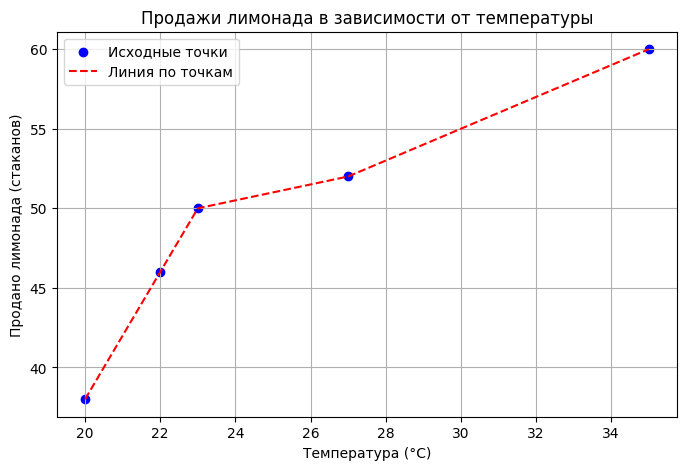 Продажи лимонада в зависимости от температуры
Исходные точки
Линия по точкам
Продано лимонада (стаканов)
60
55
50
45
40
20 22 24 26 28 30 32 34
Температура (°C)